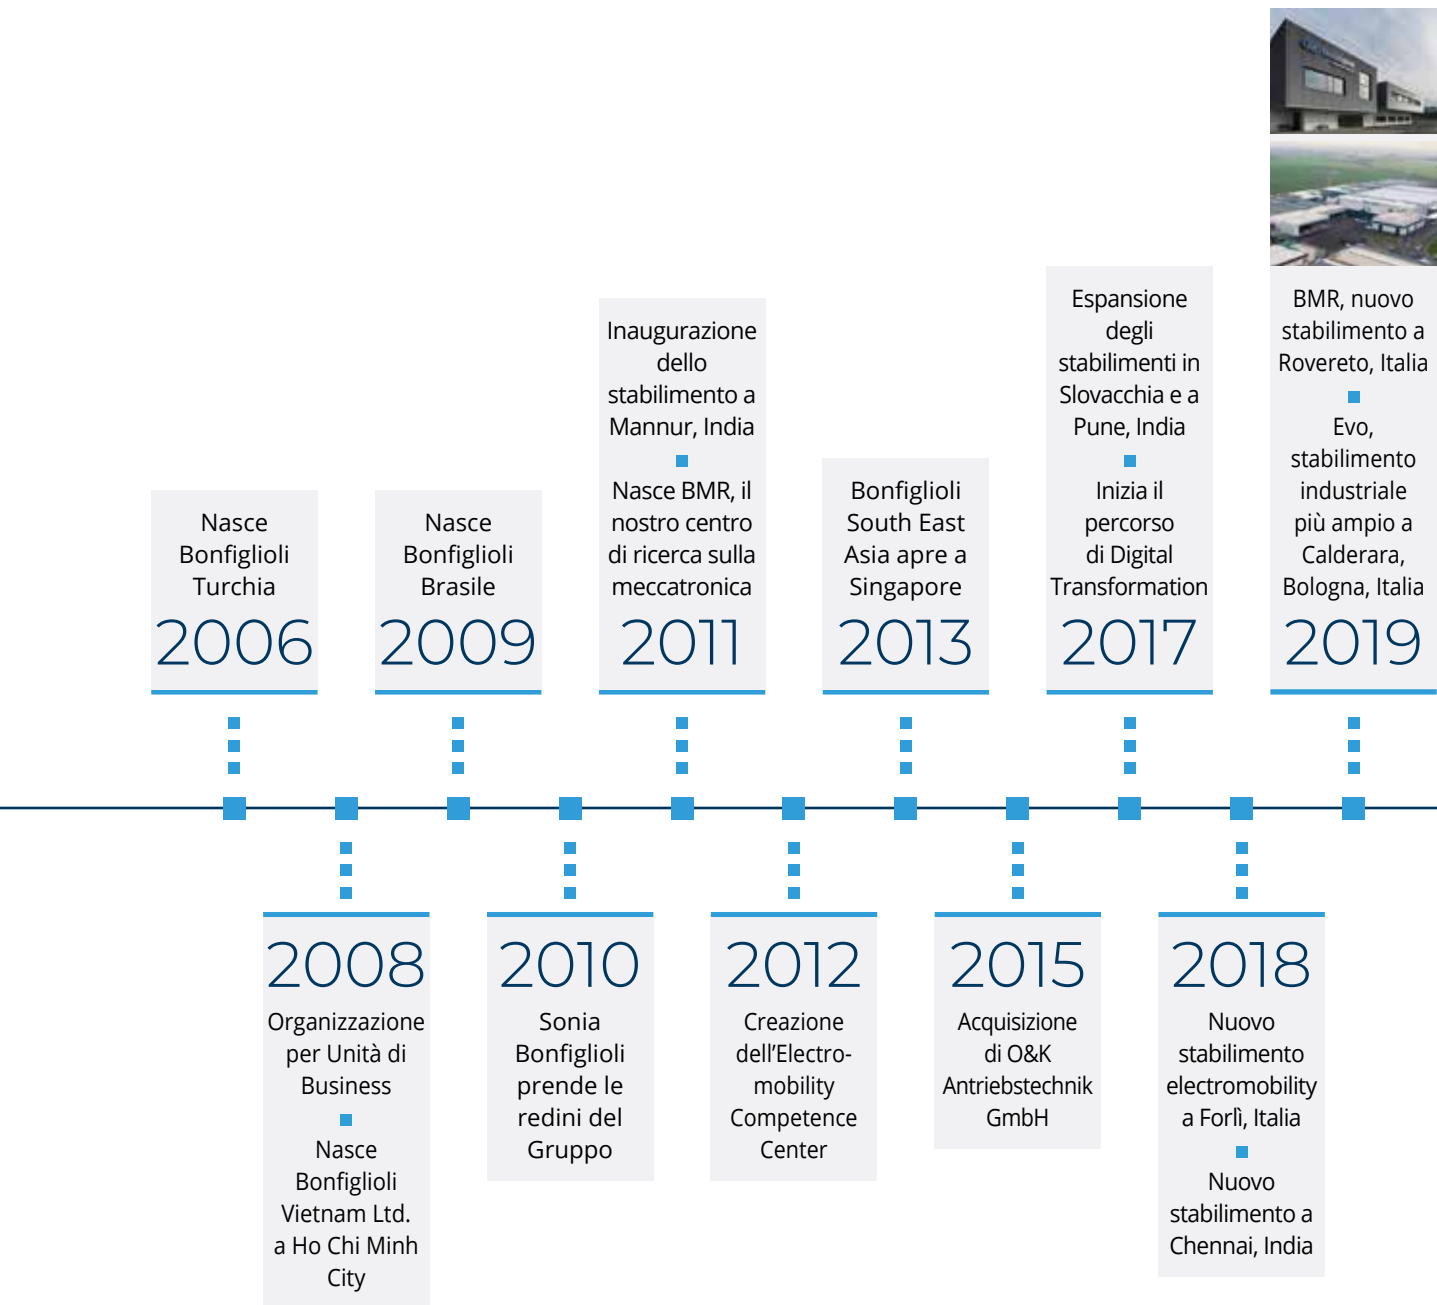 Nasce
Bonfiglioli
Turchia
2006
2008
Organizzazione
per Unità di
Business
Nasce
Bonfiglioli
Vietnam Ltd.
a Ho Chi Minh
City
Nasce
Bonfiglioli
Brasile
2009
2010
Sonia
Bonfiglioli
prende le
redini del
Gruppo
Inaugurazione
dello
stabilimento a
Mannur, India
Nasce BMR, il
nostro centro
di ricerca sulla
meccatronica
2011
2012
Creazione
dell'Electro-
mobility
Competence
Center
Bonfiglioli
South East
Asia apre a
Singapore
2013
2015
Acquisizione
di O&K
Antriebstechnik
GmbH
Espansione
degli
stabilimenti in
Slovacchia e a
Pune, India
Inizia il
percorso
di Digital
Transformation
2017
2018
Nuovo
stabilimento
electromobility
a Forlì, Italia
Nuovo
stabilimento a
Chennai, India
BMR, nuovo
stabilimento a
Rovereto, Italia
Evo,
stabilimento
industriale
più ampio a
Calderara,
Bologna, Italia
2019